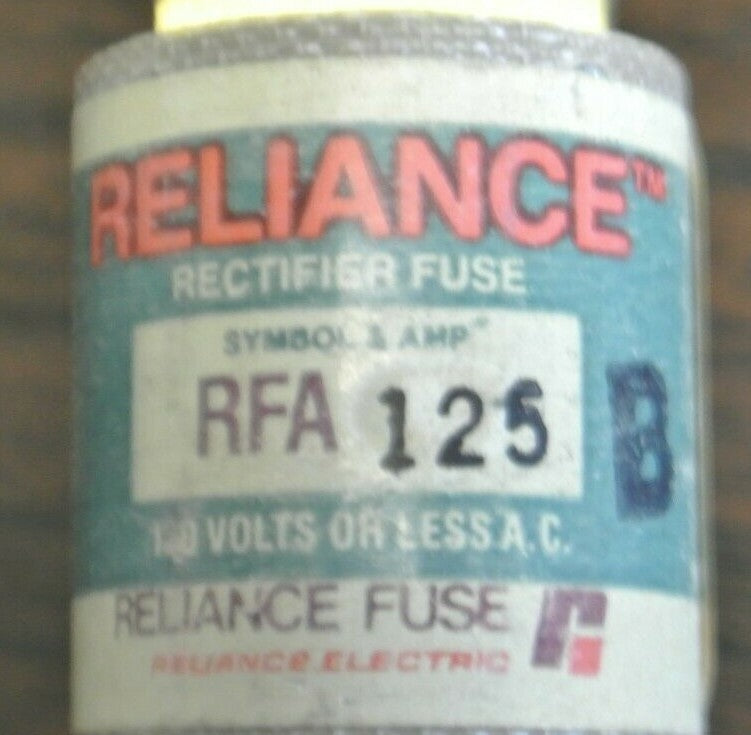 RELIANCE™
RECTIFIER FUSE
SYMBOL & AMP
RFA 125 B
VOLTS OR LESS A.C.
RELIANCE FUSE
RELIANCE ELECTRIC